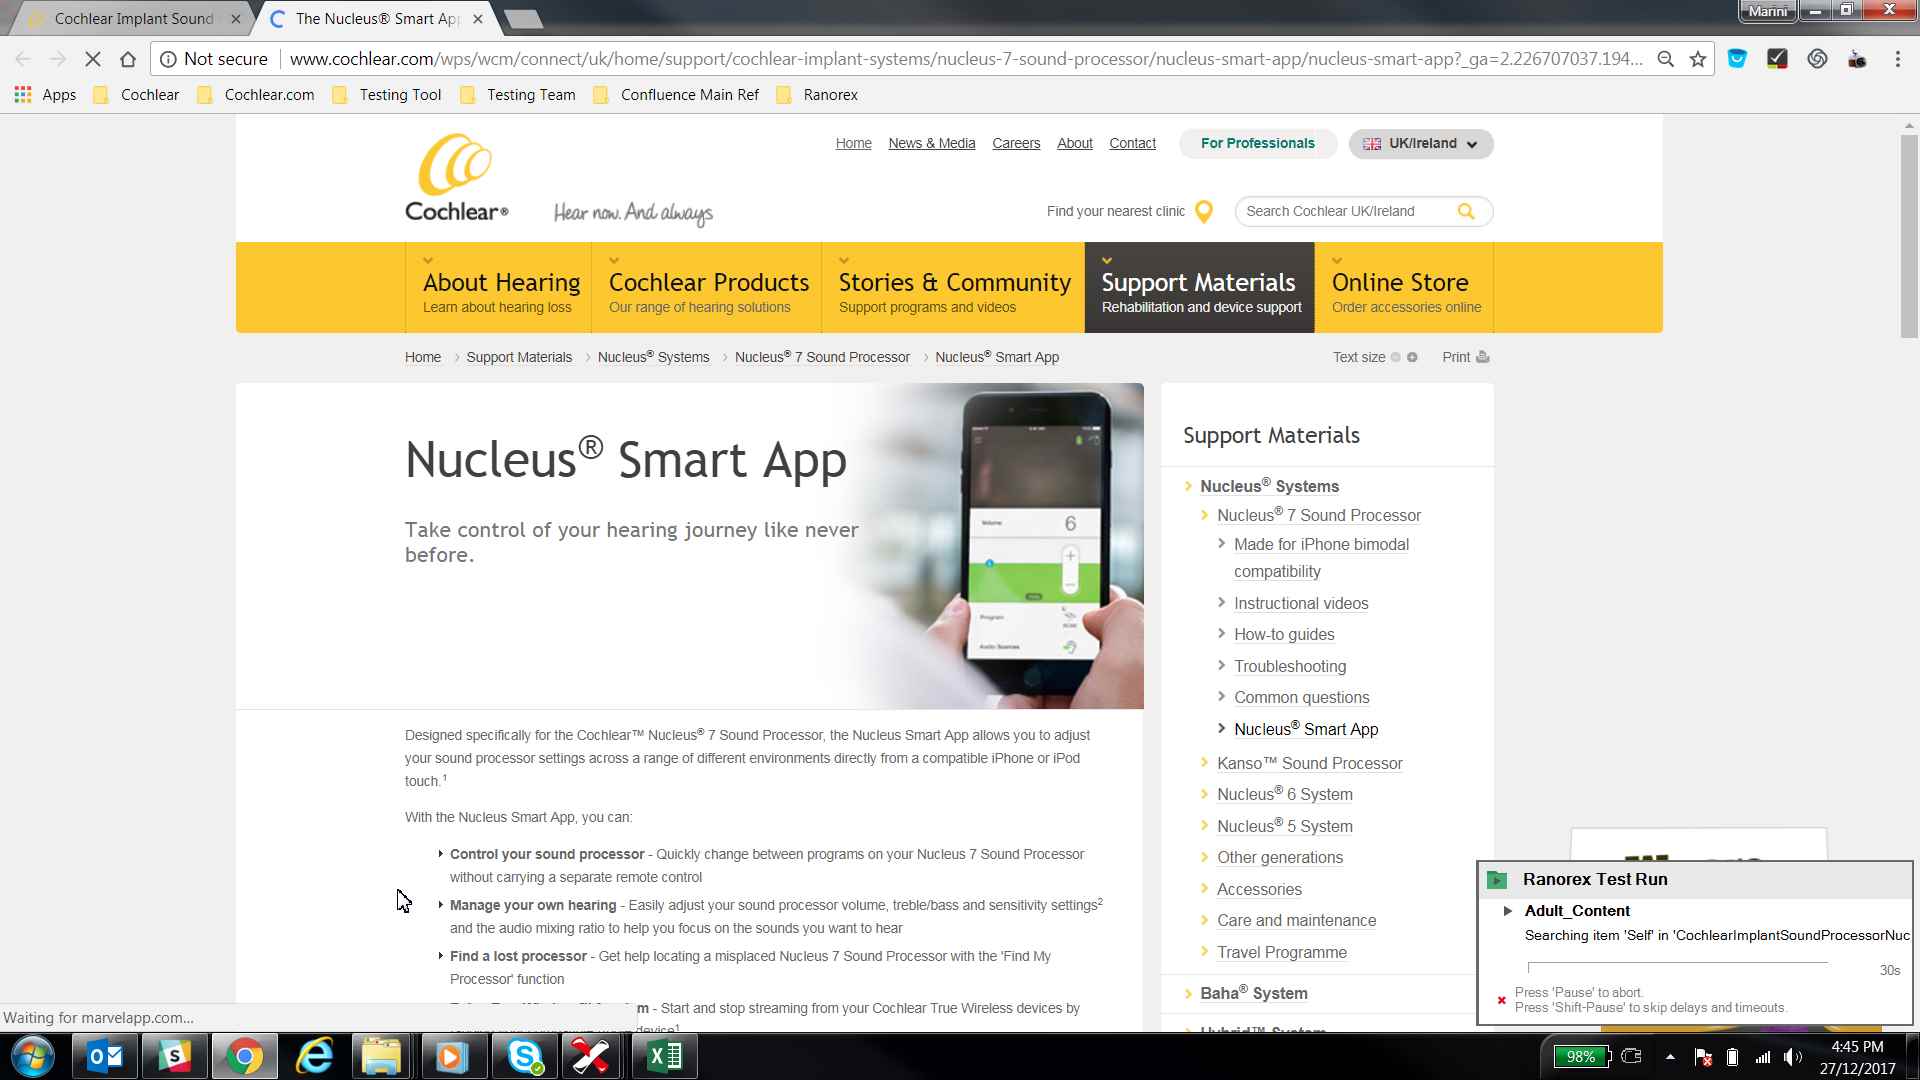 Cochlear Implant Sound
The Nucleus® Smart App
Marini
Not secure
www.cochlear.com/wps/wcm/connect/uk/home/support/cochlear-implant-systems/nucleus-7-sound-processor/nucleus-smart-app/nucleus-smart-app?_ga=2.226707037.194...
Apps
Cochlear
Cochlear.com
Testing Tool
Testing Team
Confluence Main Ref
Ranorex
Home
News & Media
Careers
About
Contact
For Professionals
UK/Ireland
Cochlear®
Hear now. And always
Find your nearest clinic
Search Cochlear UK/Ireland
About Hearing
Learn about hearing loss
Cochlear Products
Our range of hearing solutions
Stories & Community
Support programs and videos
Support Materials
Rehabilitation and device support
Online Store
Order accessories online
Home > Support Materials > Nucleus® Systems > Nucleus® 7 Sound Processor > Nucleus® Smart App
Text size
Print
Nucleus® Smart App
Take control of your hearing journey like never
before.
Volume
6
Program
Audio Sources
Designed specifically for the Cochlear™ Nucleus® 7 Sound Processor, the Nucleus Smart App allows you to adjust
your sound processor settings across a range of different environments directly from a compatible iPhone or iPod
touch.¹
With the Nucleus Smart App, you can:
Control your sound processor - Quickly change between programs on your Nucleus 7 Sound Processor
without carrying a separate remote control
Manage your own hearing - Easily adjust your sound processor volume, treble/bass and sensitivity settings²
and the audio mixing ratio to help you focus on the sounds you want to hear
Find a lost processor - Get help locating a misplaced Nucleus 7 Sound Processor with the 'Find My
Processor' function
- Start and stop streaming from your Cochlear True Wireless devices by
device¹
Support Materials
Nucleus® Systems
Nucleus® 7 Sound Processor
Made for iPhone bimodal
compatibility
Instructional videos
How-to guides
Troubleshooting
Common questions
Nucleus® Smart App
Kanso™ Sound Processor
Nucleus® 6 System
Nucleus® 5 System
Other generations
Accessories
Care and maintenance
Travel Programme
Baha® System
Hybrid™ System
Ranorex Test Run
Adult_Content
Searching item 'Self' in 'CochlearImplantSoundProcessorNuc
30s
Press 'Pause' to abort.
Press 'Shift-Pause' to skip delays and timeouts.
Waiting for marvelapp.com...
98%
4:45 PM
27/12/2017